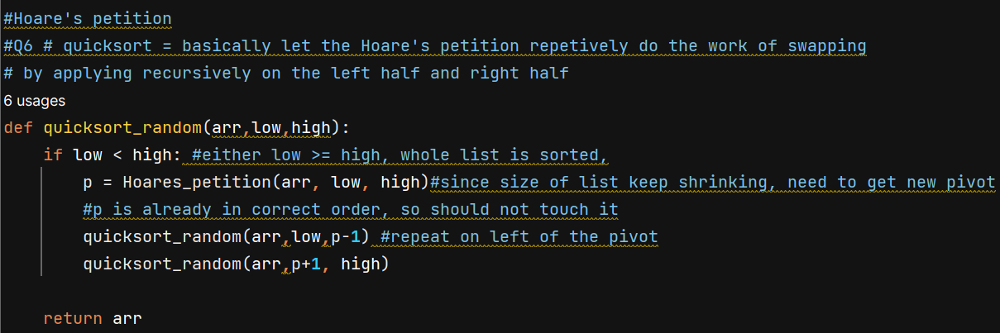 #Hoare's petition
#Q6 # quicksort = basically let the Hoare's petition repetively do the work of swapping
# by applying recursively on the left half and right half
6 usages
def quicksort_random(arr,low,high):
    if low < high: #either low >= high, whole list is sorted,
        p = Hoares_petition(arr, low, high)#since size of list keep shrinking, need to get new pivot
        #p is already in correct order, so should not touch it
        quicksort_random(arr,low,p-1) #repeat on left of the pivot
        quicksort_random(arr,p+1, high)
    return arr